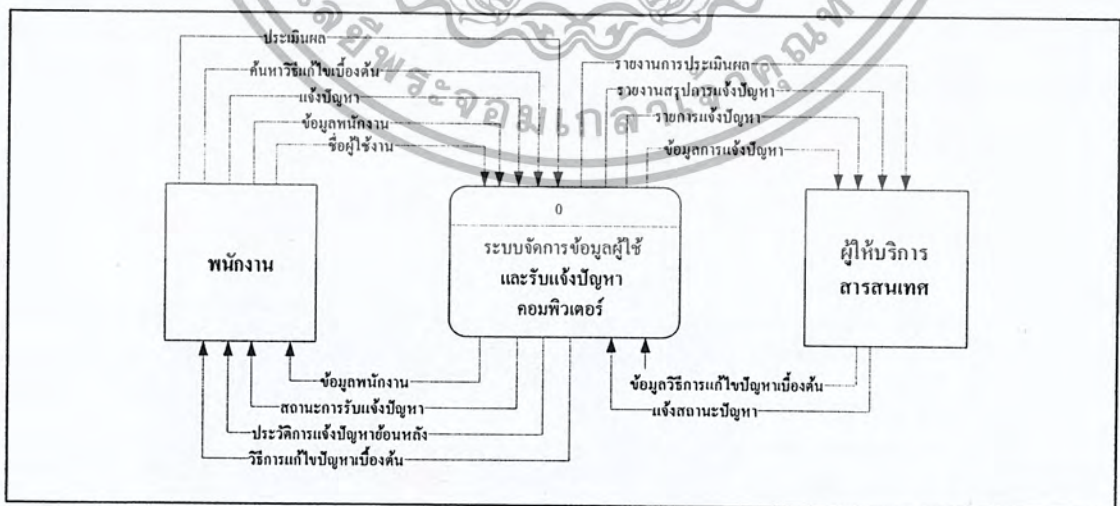 ประเมินผล
ค้นหาวิธีแก้ไขเบื้องต้น
แจ้งปัญหา
ข้อมูลพนักงาน
ชื่อผู้ใช้งาน
รายงานการประเมินผล
รายงานสรุปการแจ้งปัญหา
รายการแจ้งปัญหา
ข้อมูลการแจ้งปัญหา
พนักงาน
0
ระบบจัดการข้อมูลผู้ใช้
และรับแจ้งปัญหา
คอมพิวเตอร์
ผู้ให้บริการ
สารสนเทศ
ข้อมูลพนักงาน
สถานะการรับแจ้งปัญหา
ประวัติการแจ้งปัญหาย้อนหลัง
วิธีการแก้ไขปัญหาเบื้องต้น
ข้อมูลวิธีการแก้ไขปัญหาเบื้องต้น
แจ้งสถานะปัญหา